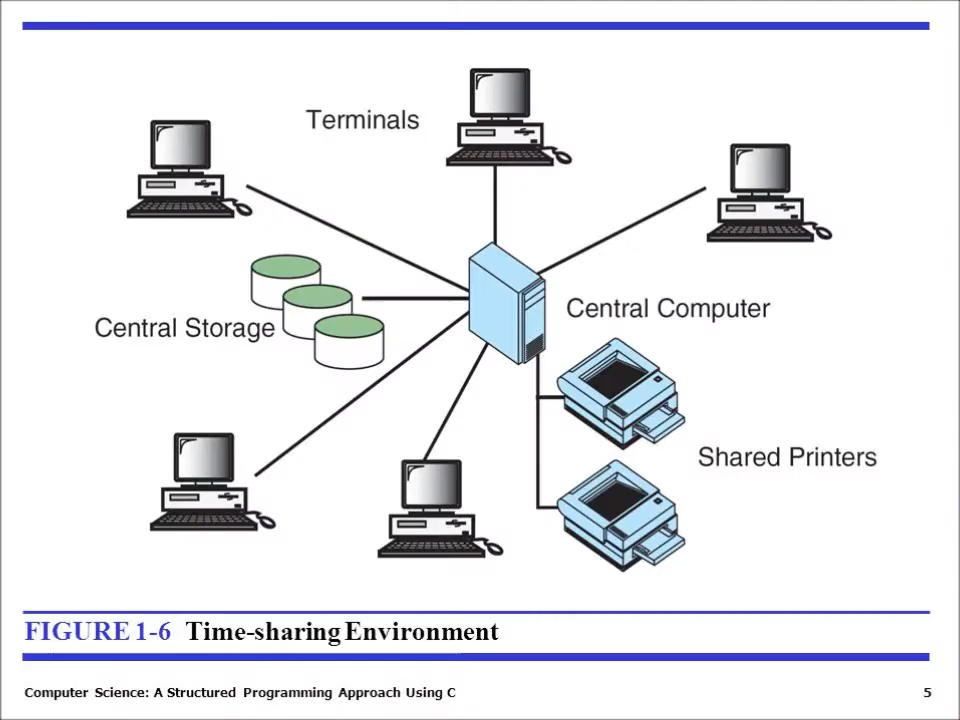 Terminals
Central Computer
Central Storage
Shared Printers
FIGURE 1-6 Time-sharing Environment
Computer Science: A Structured Programming Approach Using C 5